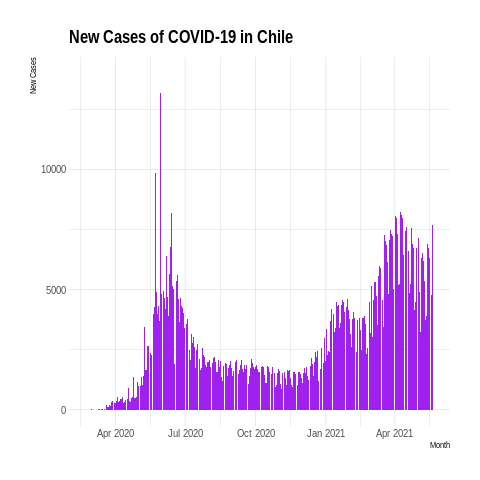 New Cases of COVID-19 in Chile
New Cases
10000
5000
0
Apr 2020 Jul 2020 Oct 2020 Jan 2021 Apr 2021
Month